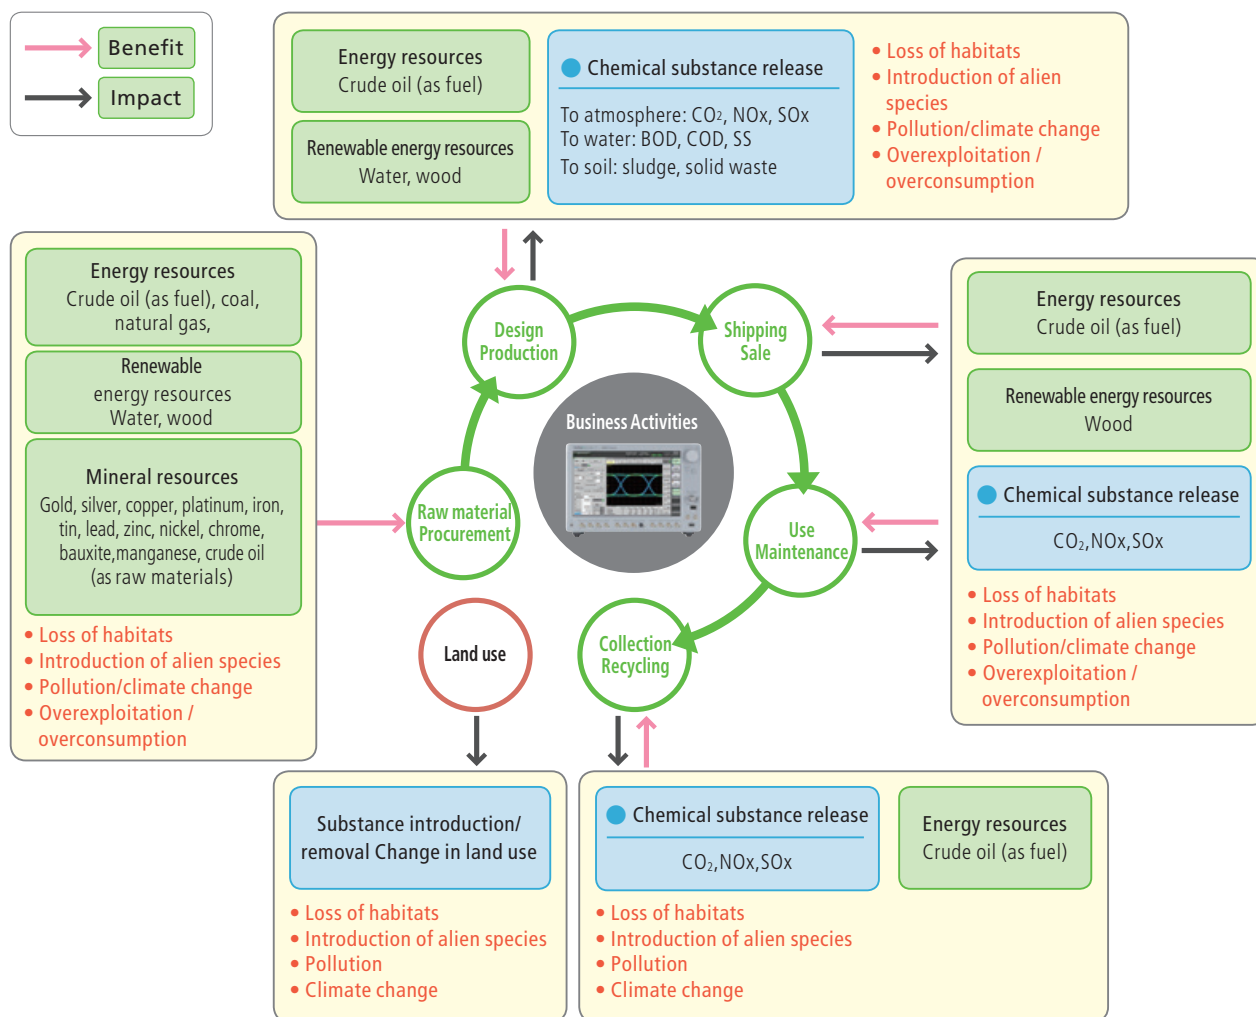 Benefit
Impact
Energy resources
Crude oil (as fuel)
Renewable energy resources
Water, wood
Chemical substance release
To atmosphere: CO₂, NOx, SOx
To water: BOD, COD, SS
To soil: sludge, solid waste
• Loss of habitats
• Introduction of alien
species
• Pollution/climate change
• Overexploitation /
overconsumption
Energy resources
Crude oil (as fuel), coal,
natural gas,
Renewable
energy resources
Water, wood
Mineral resources
Gold, silver, copper, platinum, iron,
tin, lead, zinc, nickel, chrome,
bauxite,manganese, crude oil
(as raw materials)
• Loss of habitats
• Introduction of alien species
• Pollution/climate change
• Overexploitation /
overconsumption
Design
Production
Shipping
Sale
Business Activities
Raw material
Procurement
Use
Maintenance
Land use
Collection
Recycling
Energy resources
Crude oil (as fuel)
Renewable energy resources
Wood
Chemical substance release
CO₂,NOx,SOx
• Loss of habitats
• Introduction of alien species
• Pollution/climate change
• Overexploitation /
overconsumption
Substance introduction/
removal Change in land use
• Loss of habitats
• Introduction of alien species
• Pollution
• Climate change
Chemical substance release
CO₂,NOx,SOx
Energy resources
Crude oil (as fuel)
• Loss of habitats
• Introduction of alien species
• Pollution
• Climate change